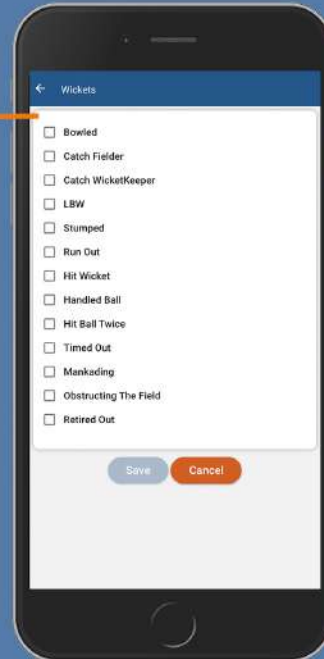 Wickets
Bowled
Catch Fielder
Catch WicketKeeper
LBW
Stumped
Run Out
Hit Wicket
Handled Ball
Hit Ball Twice
Timed Out
Mankading
Obstructing The Field
Retired Out
Save Cancel